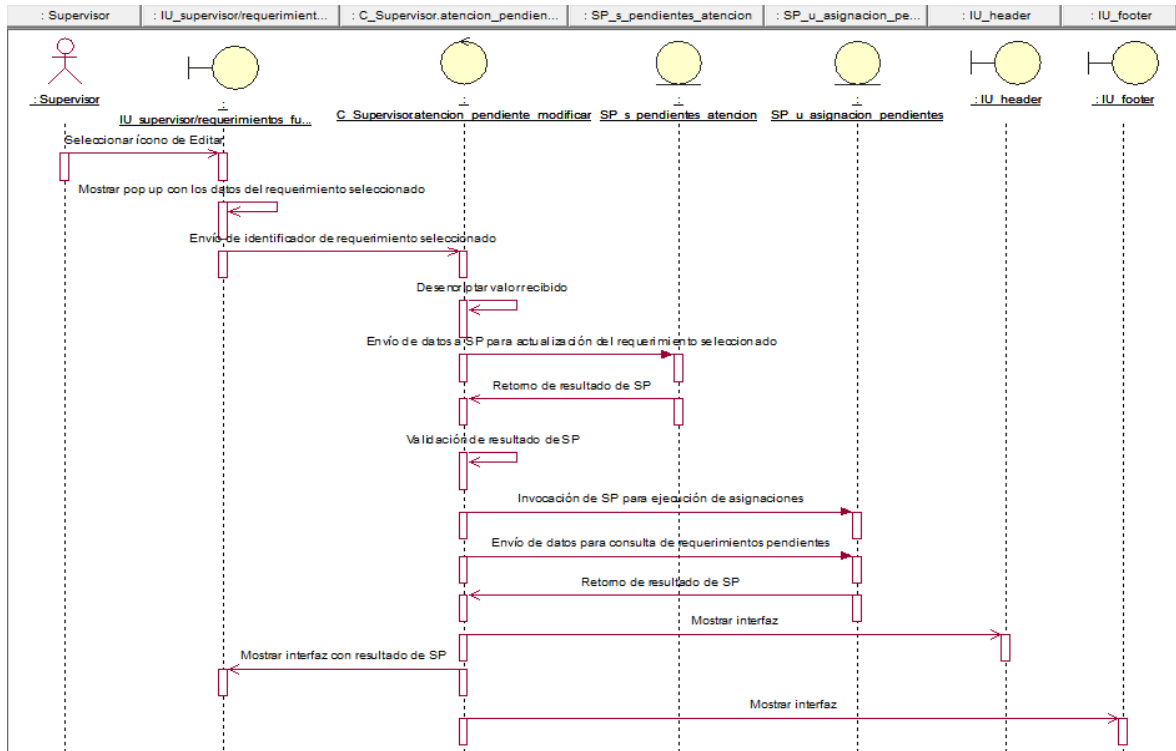 : Supervisor
: IU_supervisor/requerimient...
: C_Supervisor.atencion_pendien...
: SP_s_pendientes_atencion
: SP_u_asignacion_pe...
: IU_header
: IU_footer
: Supervisor
:
IU_supervisor/requerimientos_fu...
:
C_Supervisor.atencion_pendiente_modificar
:
SP_s_pendientes_atencion
:
SP_u_asignacion_pendientes
: IU_header
: IU_footer
Seleccionar ícono de Editar
Mostrar pop up con los datos del requerimiento seleccionado
Envío de identificador de requerimiento seleccionado
Desencriptar valor recibido
Envío de datos a SP para actualización del requerimiento seleccionado
Retorno de resultado de SP
Validación de resultado de SP
Invocación de SP para ejecución de asignaciones
Envío de datos para consulta de requerimientos pendientes
Retorno de resultado de SP
Mostrar interfaz
Mostrar interfaz con resultado de SP
Mostrar interfaz